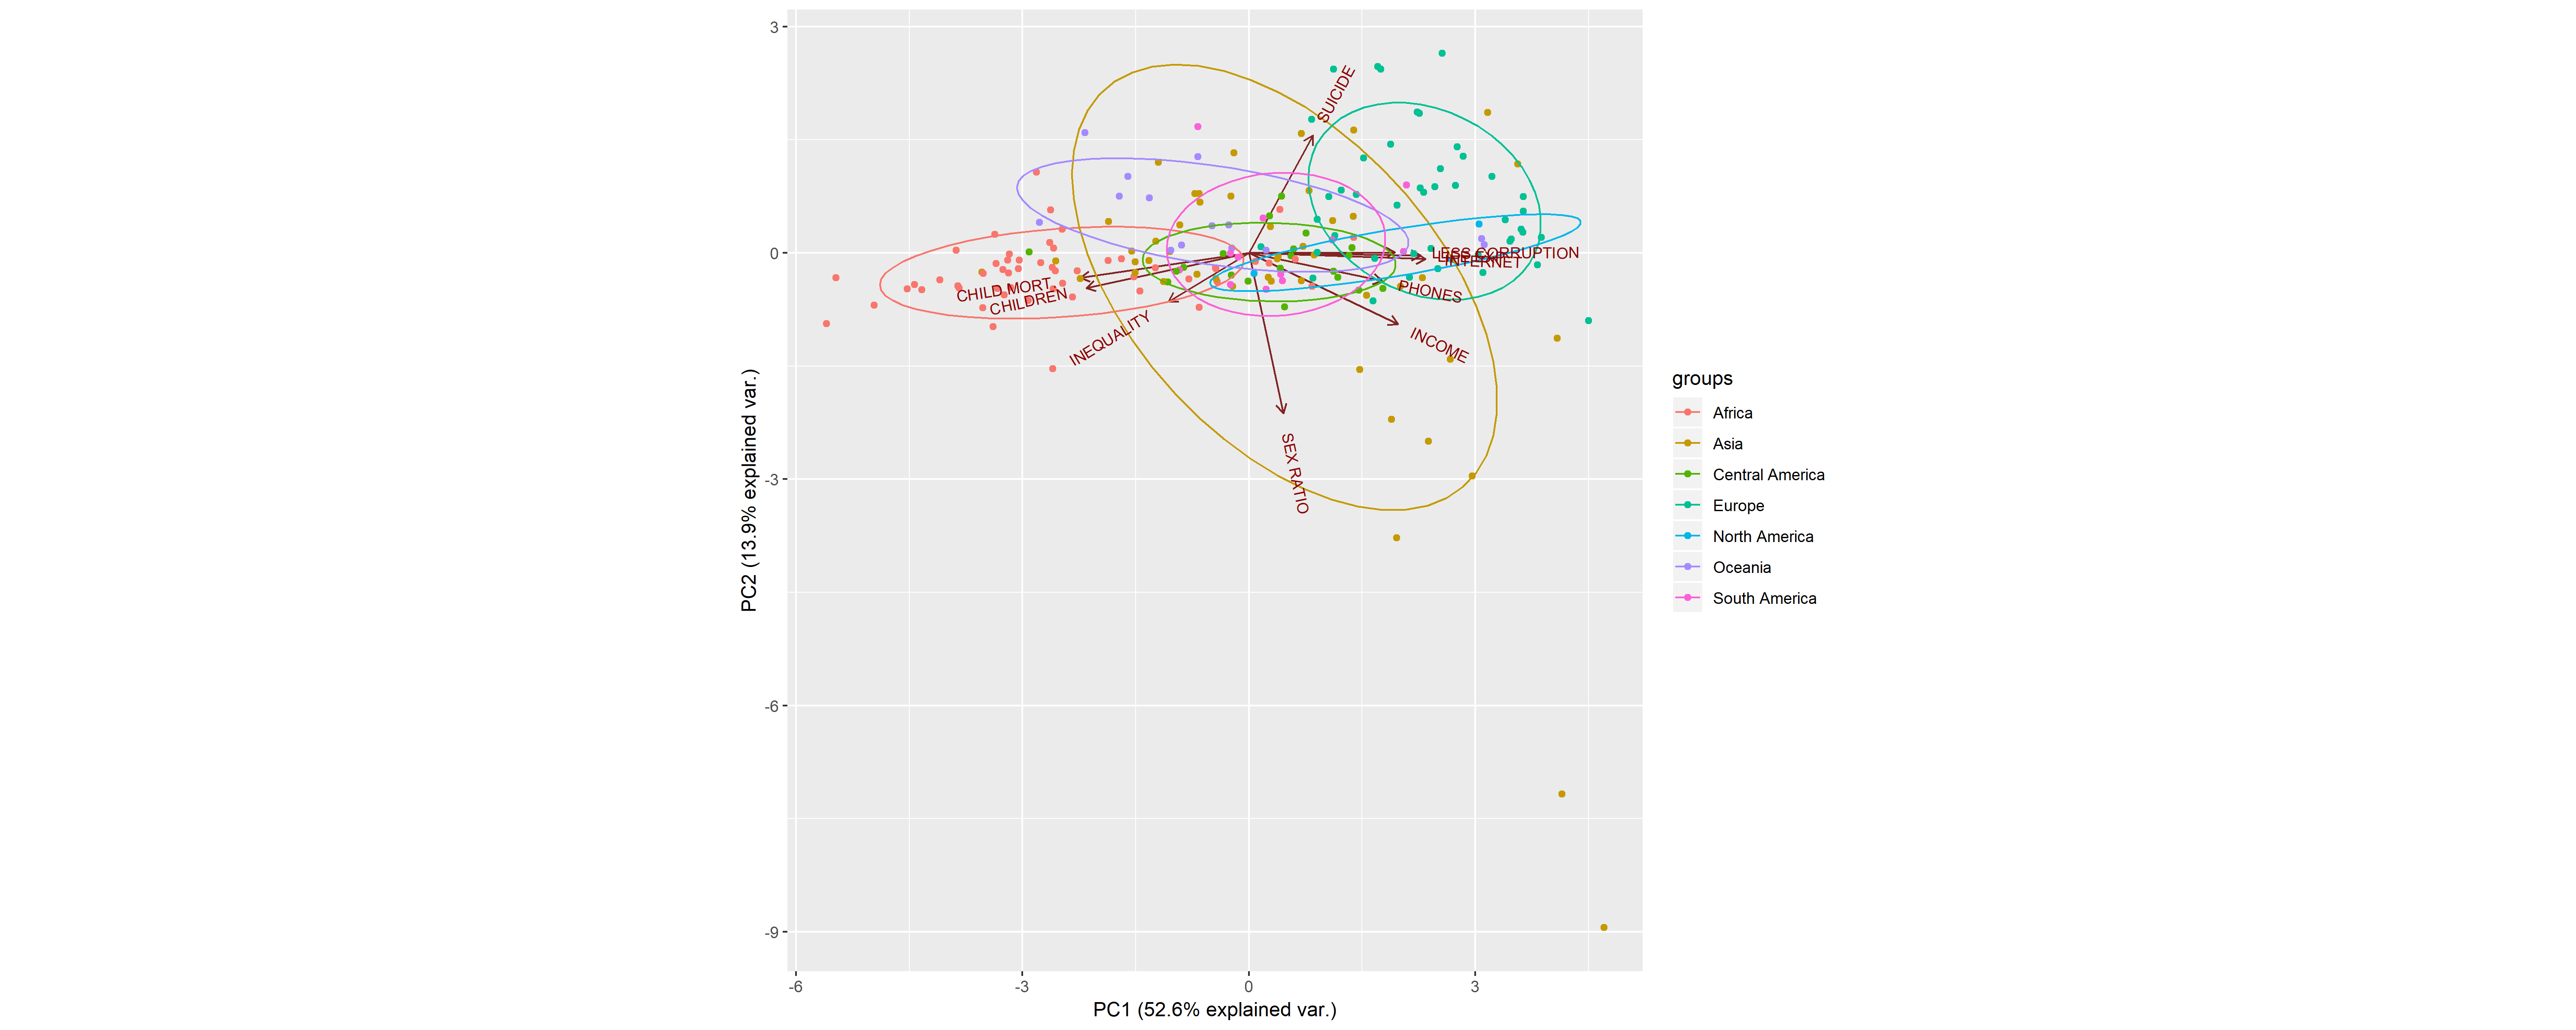 3
0
-3
-6
-9
PC2 (13.9% explained var.)
-6
-3
0
3
PC1 (52.6% explained var.)
SUICIDE
LESS CORRUPTION
INTERNET
PHONES
INCOME
SEX RATIO
INEQUALITY
CHILD MORT
CHILDREN
groups
Africa
Asia
Central America
Europe
North America
Oceania
South America